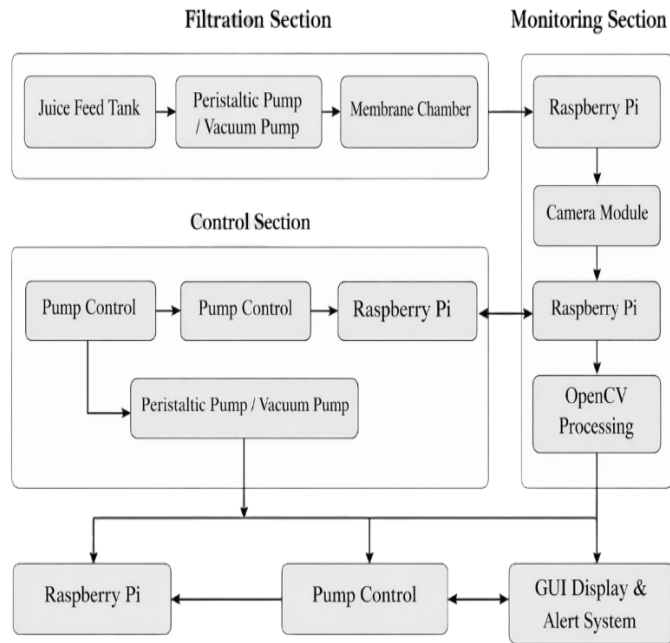 Filtration Section
Monitoring Section
Juice Feed Tank
Peristaltic Pump
/ Vacuum Pump
Membrane Chamber
Raspberry Pi
Camera Module
Control Section
Pump Control
Pump Control
Raspberry Pi
Raspberry Pi
Peristaltic Pump / Vacuum Pump
OpenCV
Processing
Raspberry Pi
Pump Control
GUI Display &
Alert System